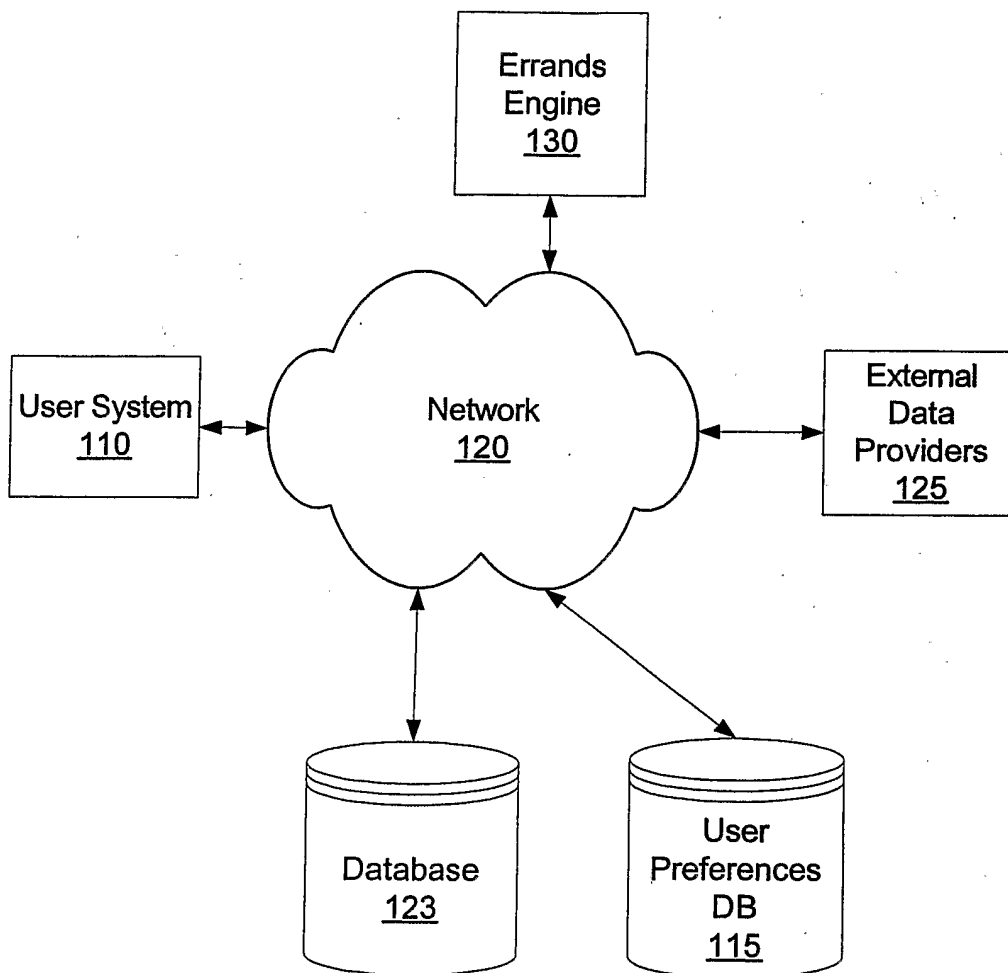 Errands
Engine
130
User System
110
Network
120
External
Data
Providers
125
Database
123
User
Preferences
DB
115